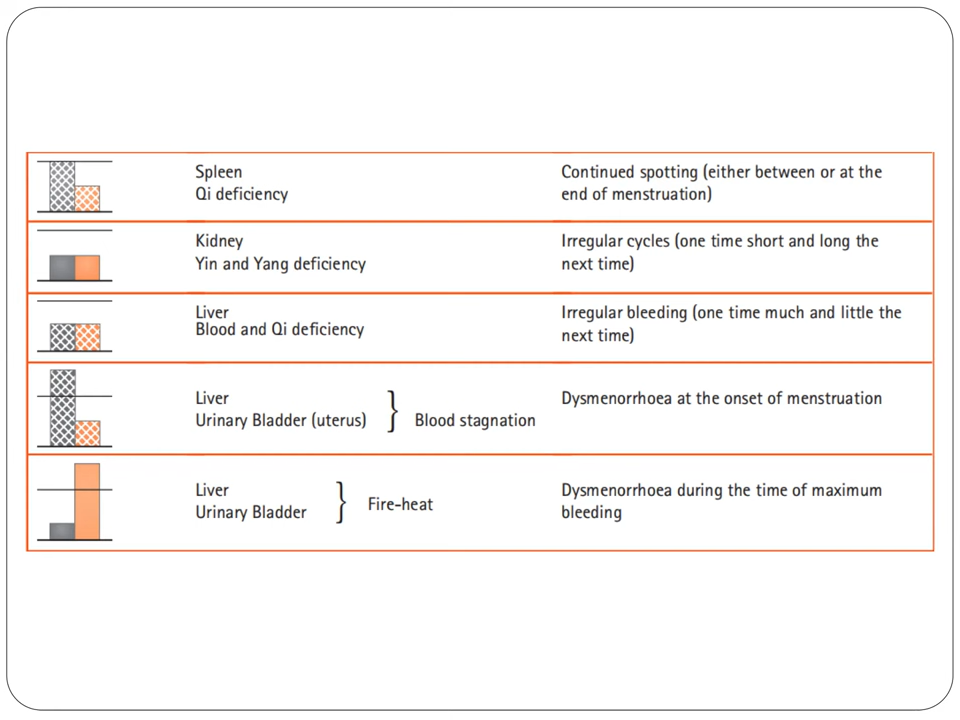 Spleen
Qi deficiency
Continued spotting (either between or at the
end of menstruation)
Kidney
Yin and Yang deficiency
Irregular cycles (one time short and long the
next time)
Liver
Blood and Qi deficiency
Irregular bleeding (one time much and little the
next time)
Liver
Urinary Bladder (uterus)
} Blood stagnation
Dysmenorrhoea at the onset of menstruation
Liver
Urinary Bladder
} Fire-heat
Dysmenorrhoea during the time of maximum
bleeding